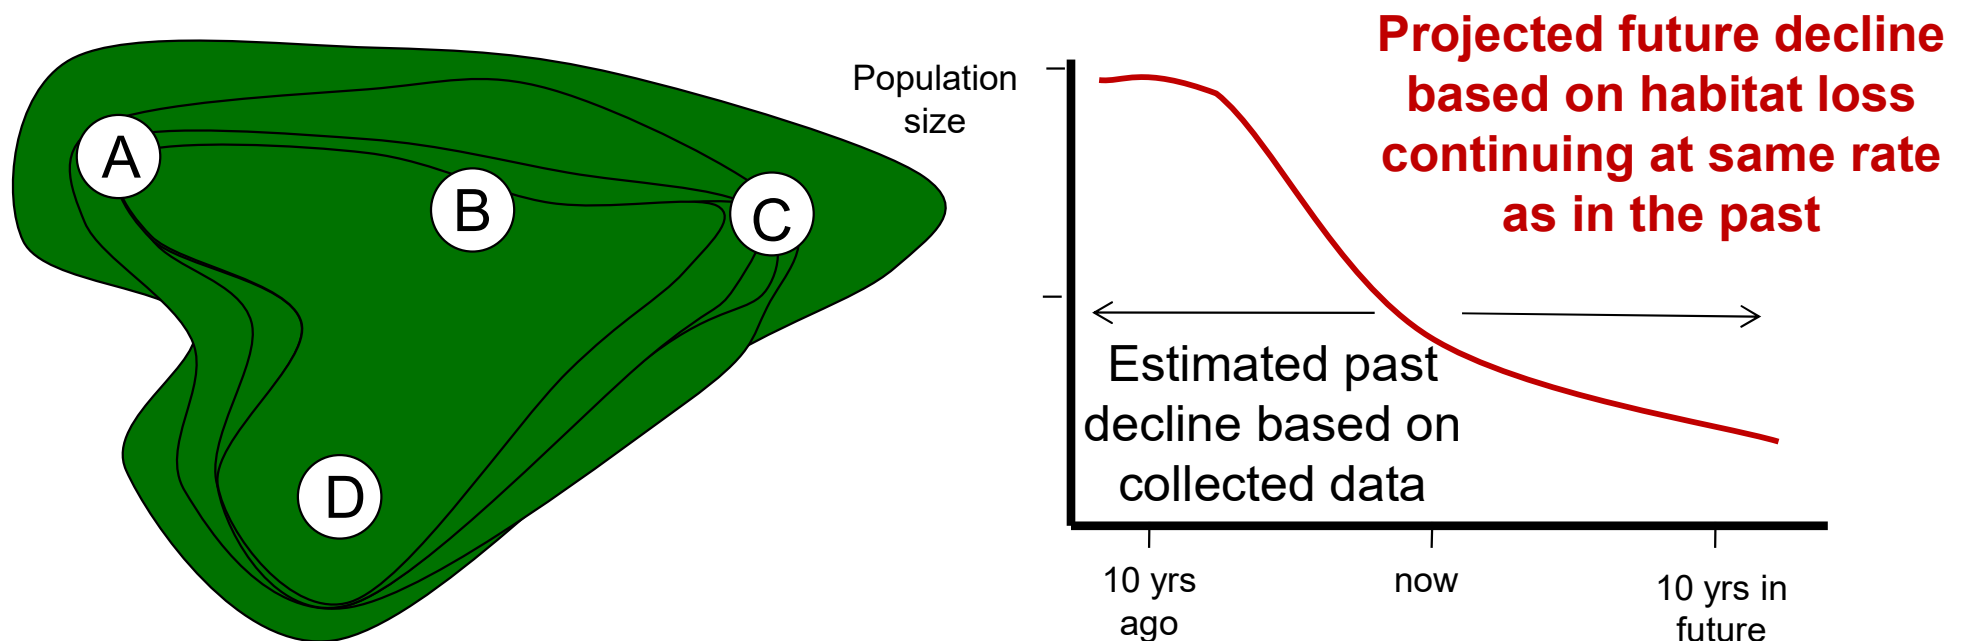 A
B
C
D
Population
size
Projected future decline
based on habitat loss
continuing at same rate
as in the past
Estimated past
decline based on
collected data
10 yrs
ago
now
10 yrs in
future